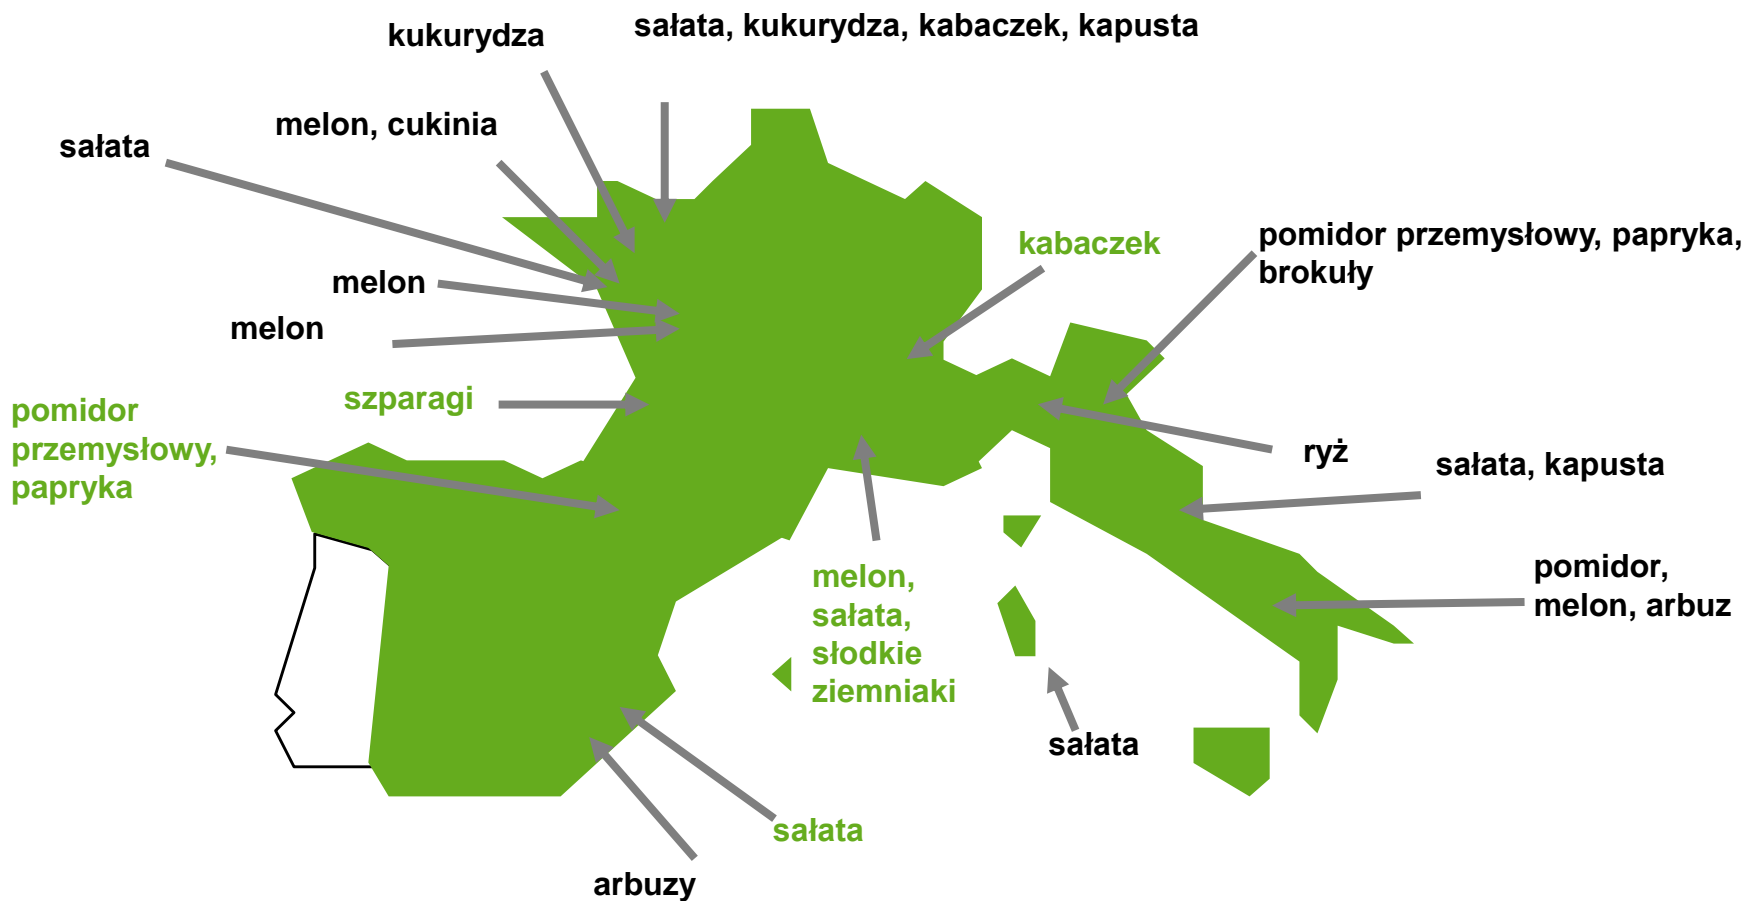 sałata, kukurydza, kabaczek, kapusta
kukurydza
melon, cukinia
sałata
kabaczek
pomidor przemysłowy, papryka,
brokuły
melon
melon
szparagi
pomidor
przemysłowy,
papryka
ryż
sałata, kapusta
melon,
sałata,
słodkie
ziemniaki
pomidor,
melon, arbuz
sałata
sałata
arbuzy